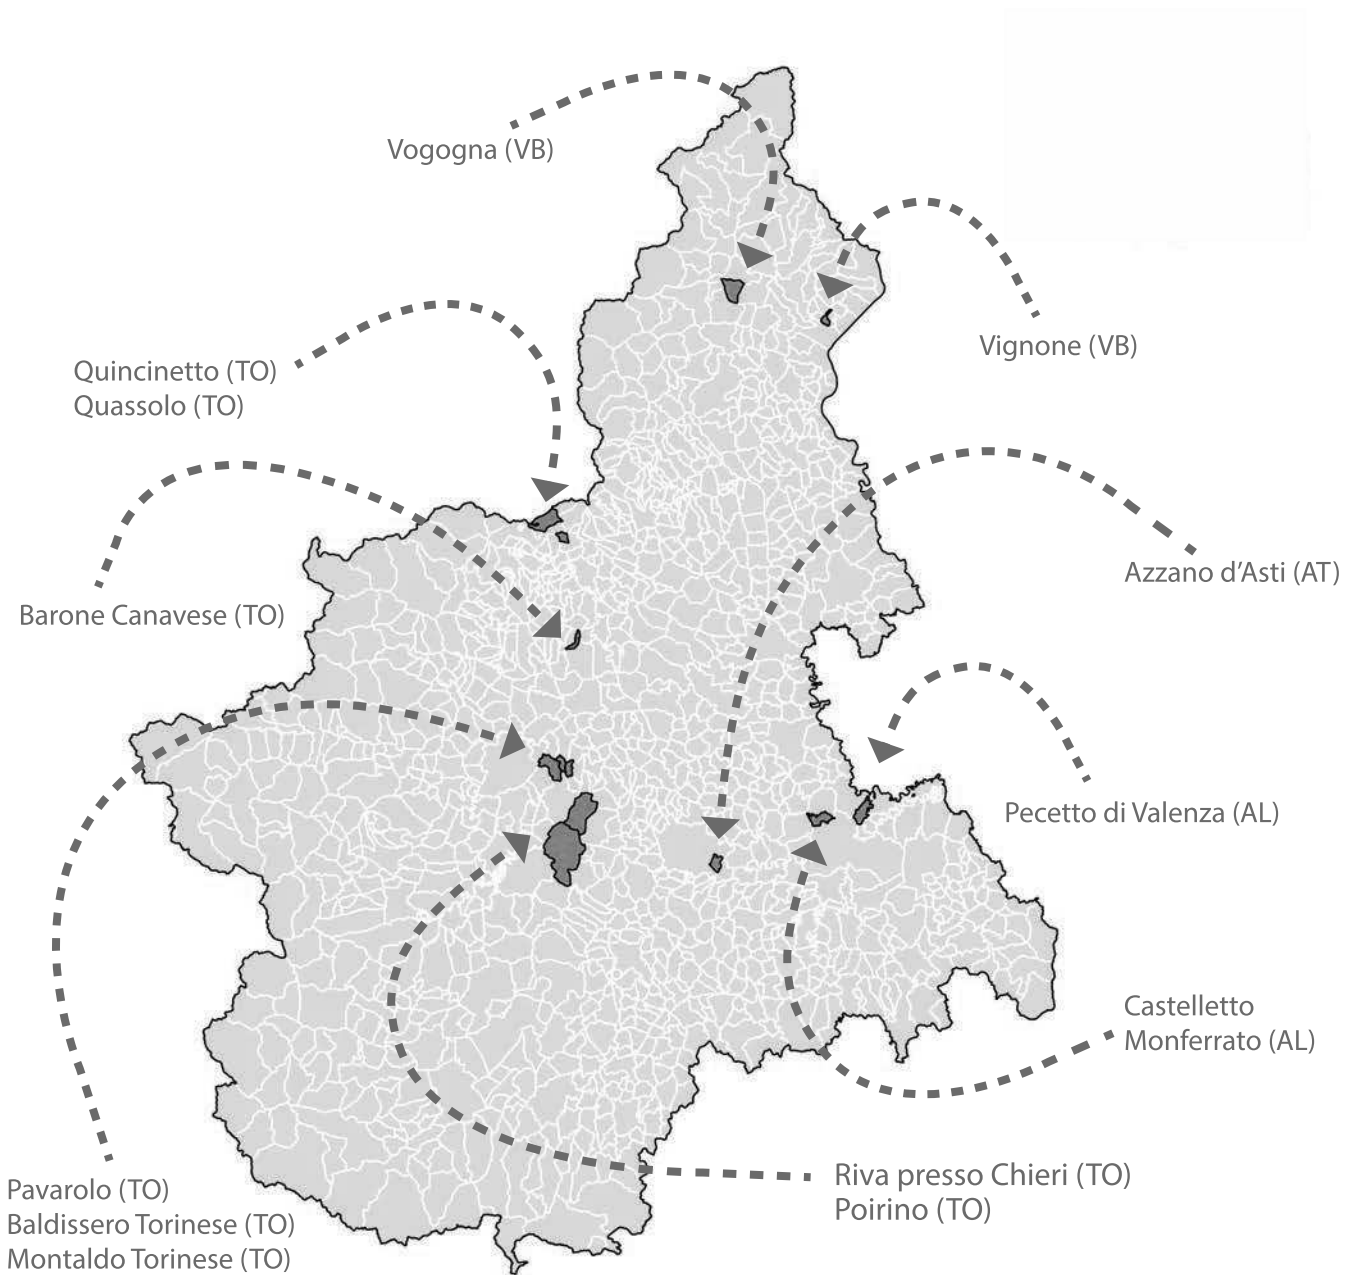 Vogogna (VB)
Vignone (VB)
Quincinetto (TO)
Quassolo (TO)
Azzano d’Asti (AT)
Barone Canavese (TO)
Pecetto di Valenza (AL)
Castelletto
Monferrato (AL)
Riva presso Chieri (TO)
Poirino (TO)
Pavarolo (TO)
Baldissero Torinese (TO)
Montaldo Torinese (TO)